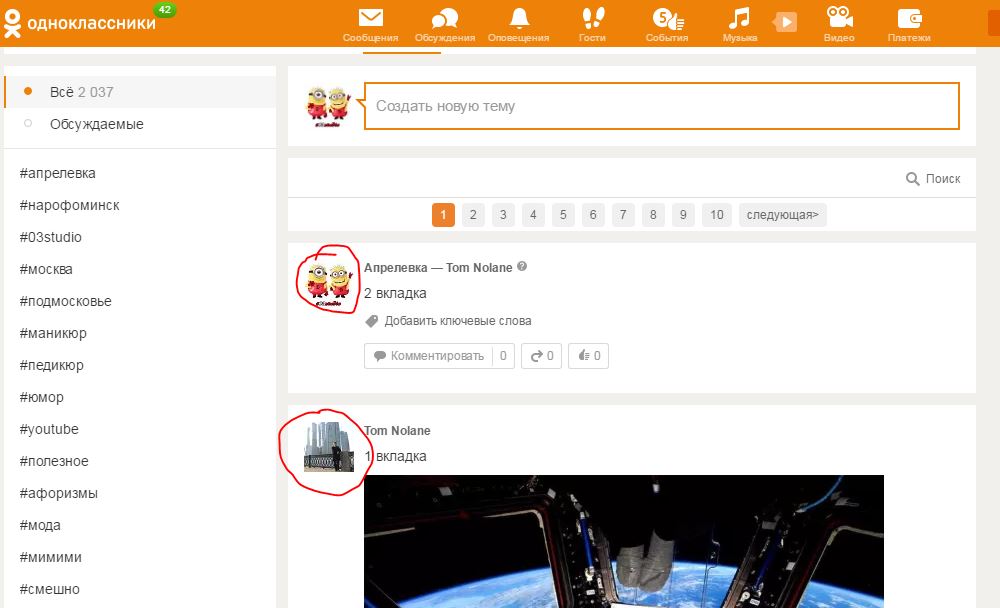 одноклассники 42
Сообщения Обсуждения Оповещения Гости 5 События Музыка Видео Платежи
Всё 2 037
Обсуждаемые
#апрелевка
#нарофоминск
#03studio
#москва
#подмосковье
#маникюр
#педикюр
#юмор
#youtube
#полезное
#афоризмы
#мода
#мимими
#смешно
Создать новую тему
Поиск
1 2 3 4 5 6 7 8 9 10 следующая>
Апрелевка — Tom Nolane ?
2 вкладка
Добавить ключевые слова
Комментировать 0 0 0
Tom Nolane
1 вкладка